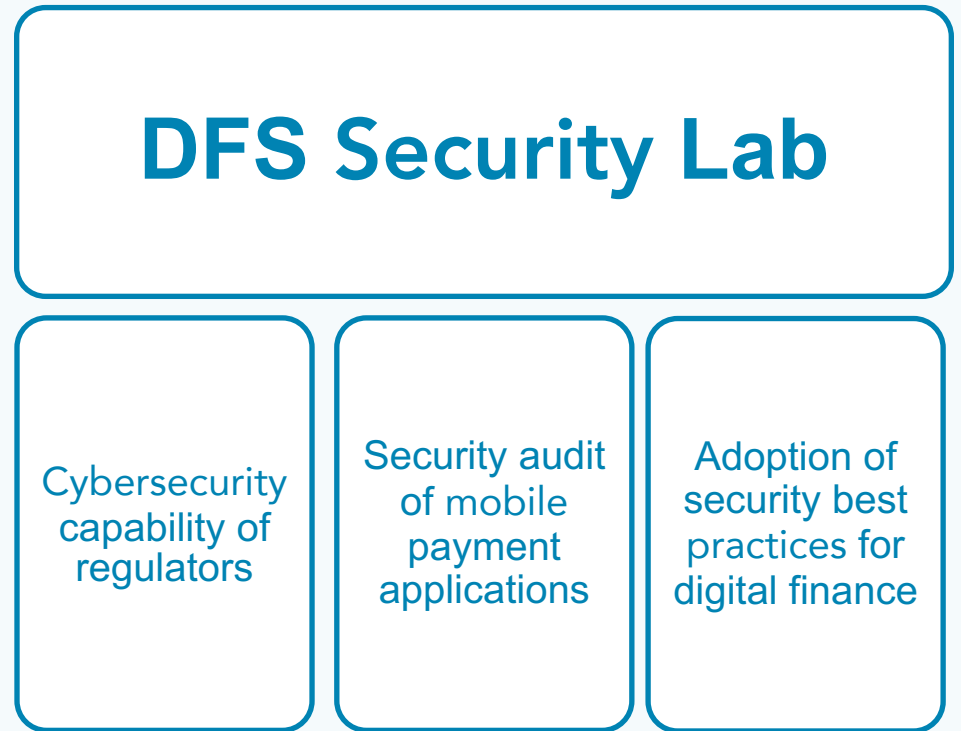 DFS Security Lab
Cybersecurity
capability of
regulators
Security audit
of mobile
payment
applications
Adoption of
security best
practices for
digital finance